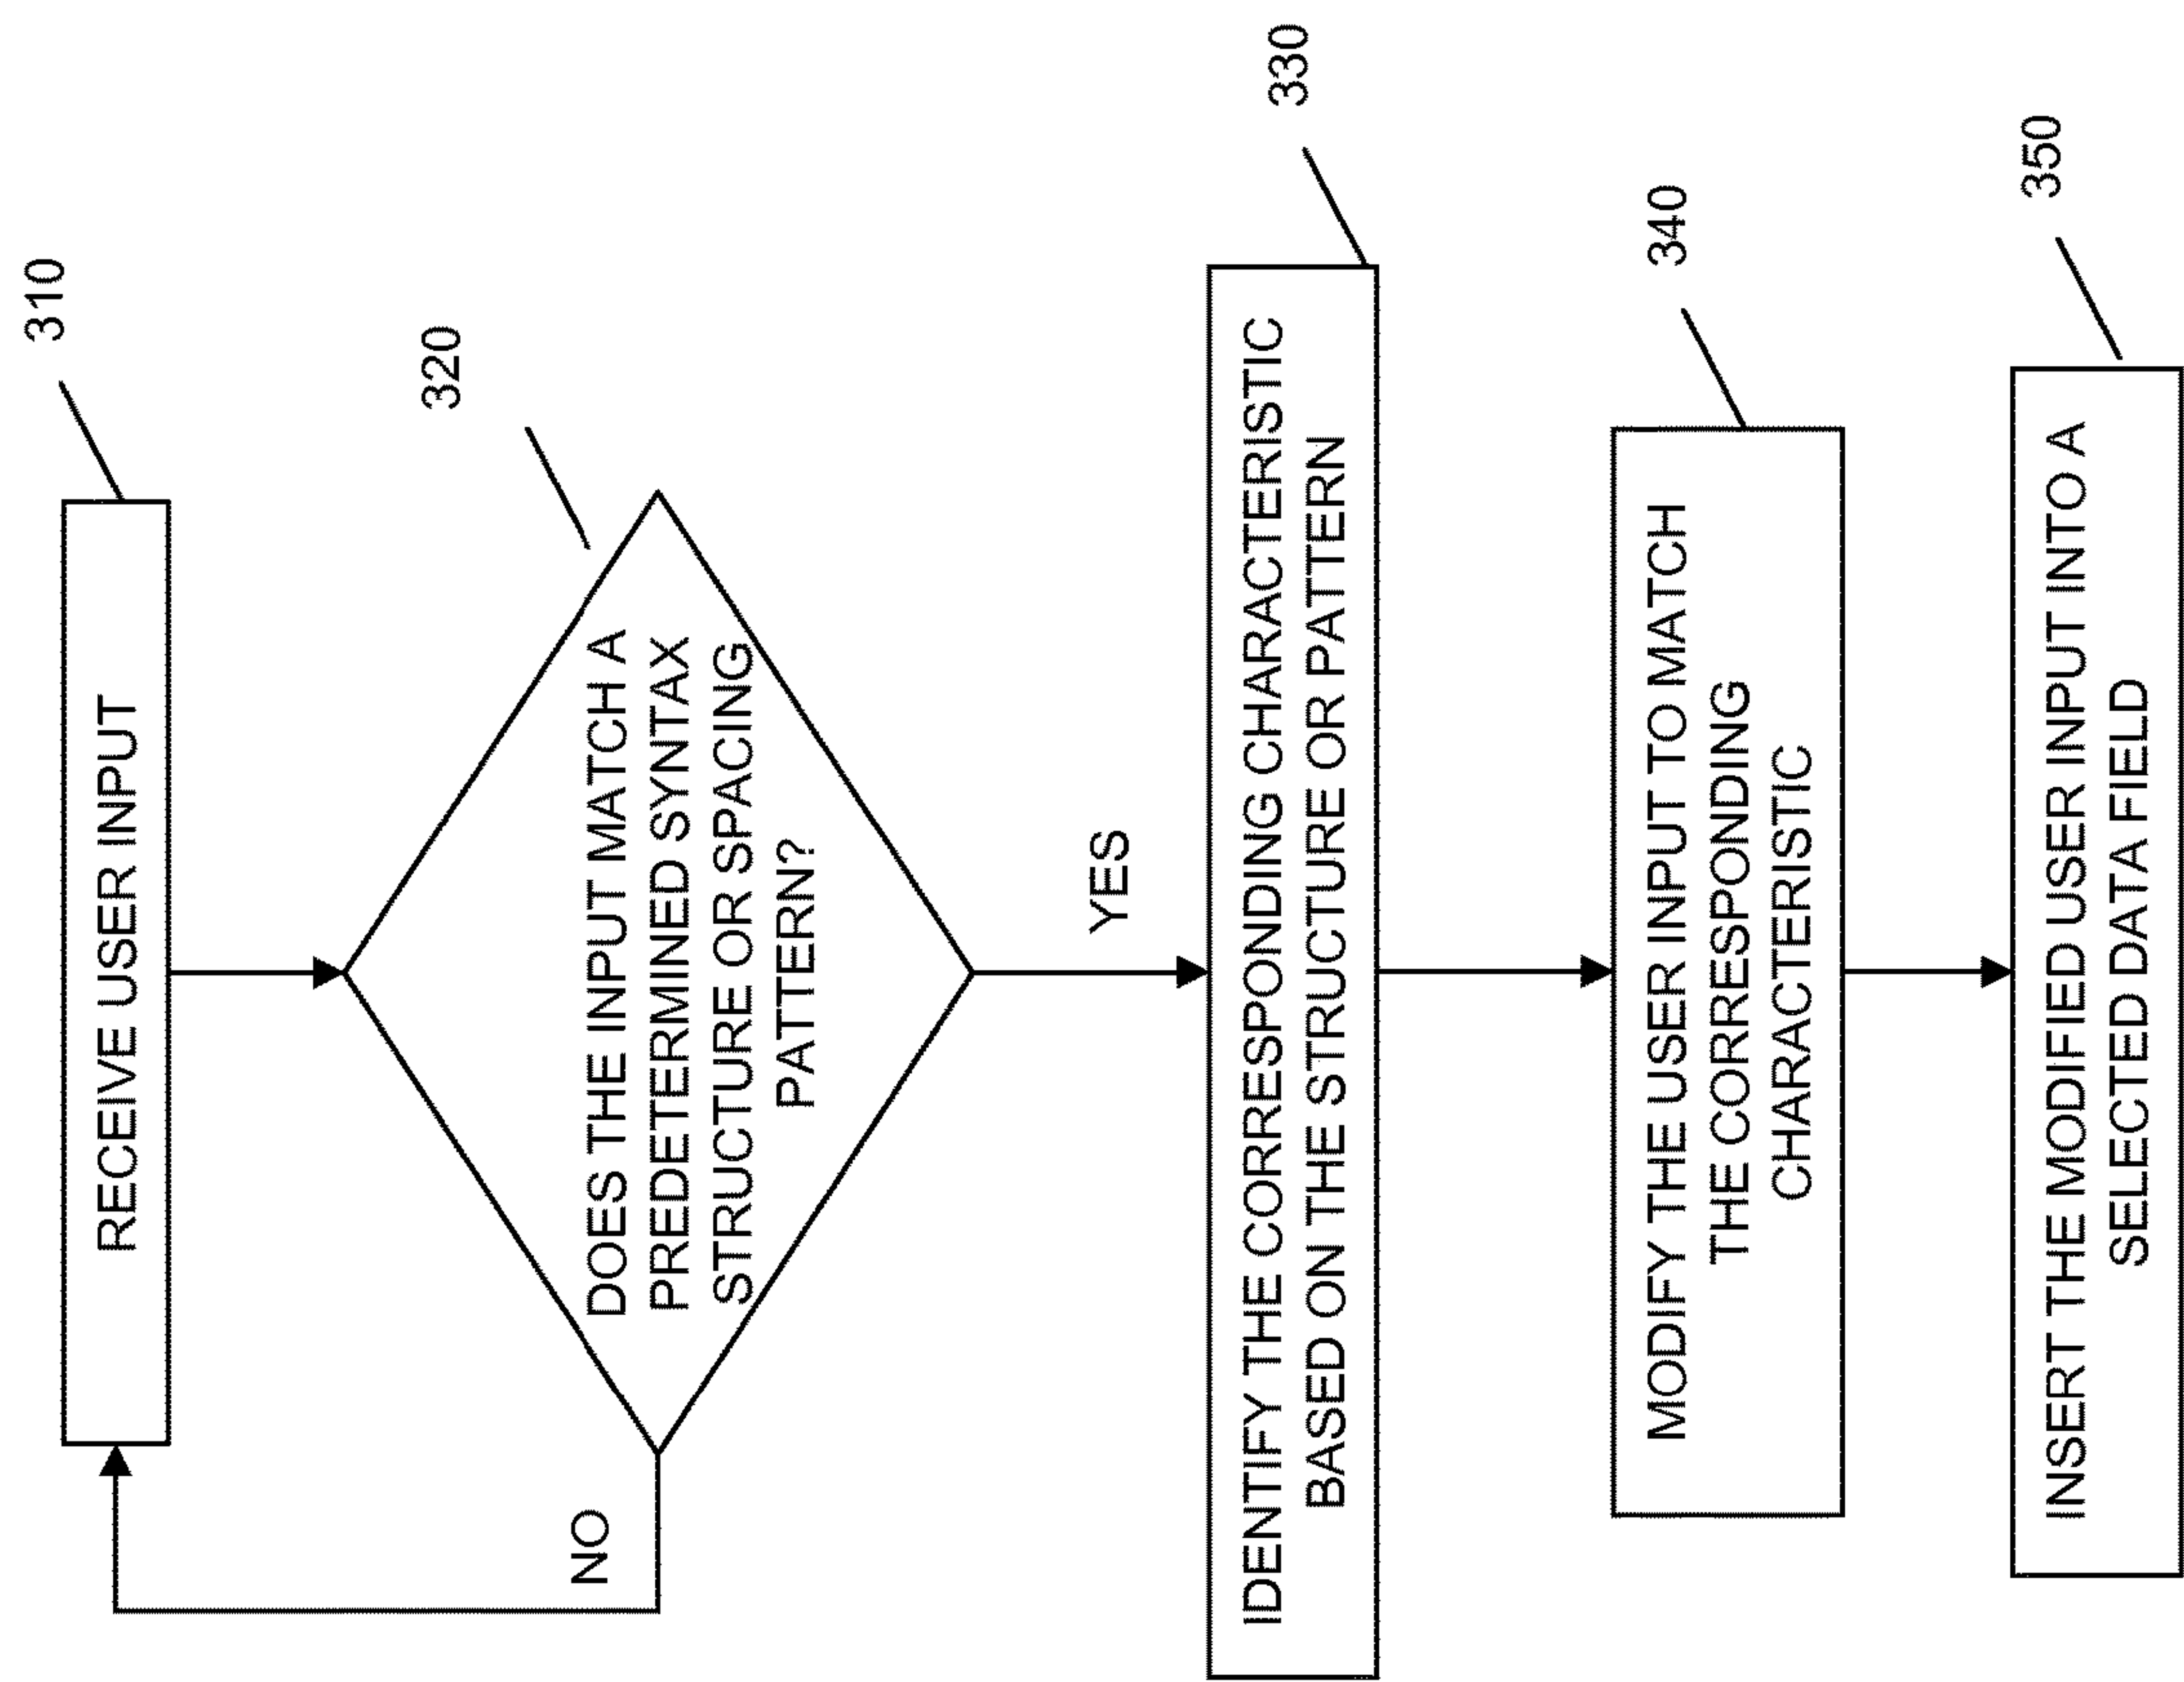 310
RECEIVE USER INPUT
320
DOES THE INPUT MATCH A
PREDETERMINED SYNTAX
STRUCTURE OR SPACING
PATTERN?
NO
YES
330
IDENTIFY THE CORRESPONDING CHARACTERISTIC
BASED ON THE STRUCTURE OR PATTERN
340
MODIFY THE USER INPUT TO MATCH
THE CORRESPONDING
CHARACTERISTIC
350
INSERT THE MODIFIED USER INPUT INTO A
SELECTED DATA FIELD